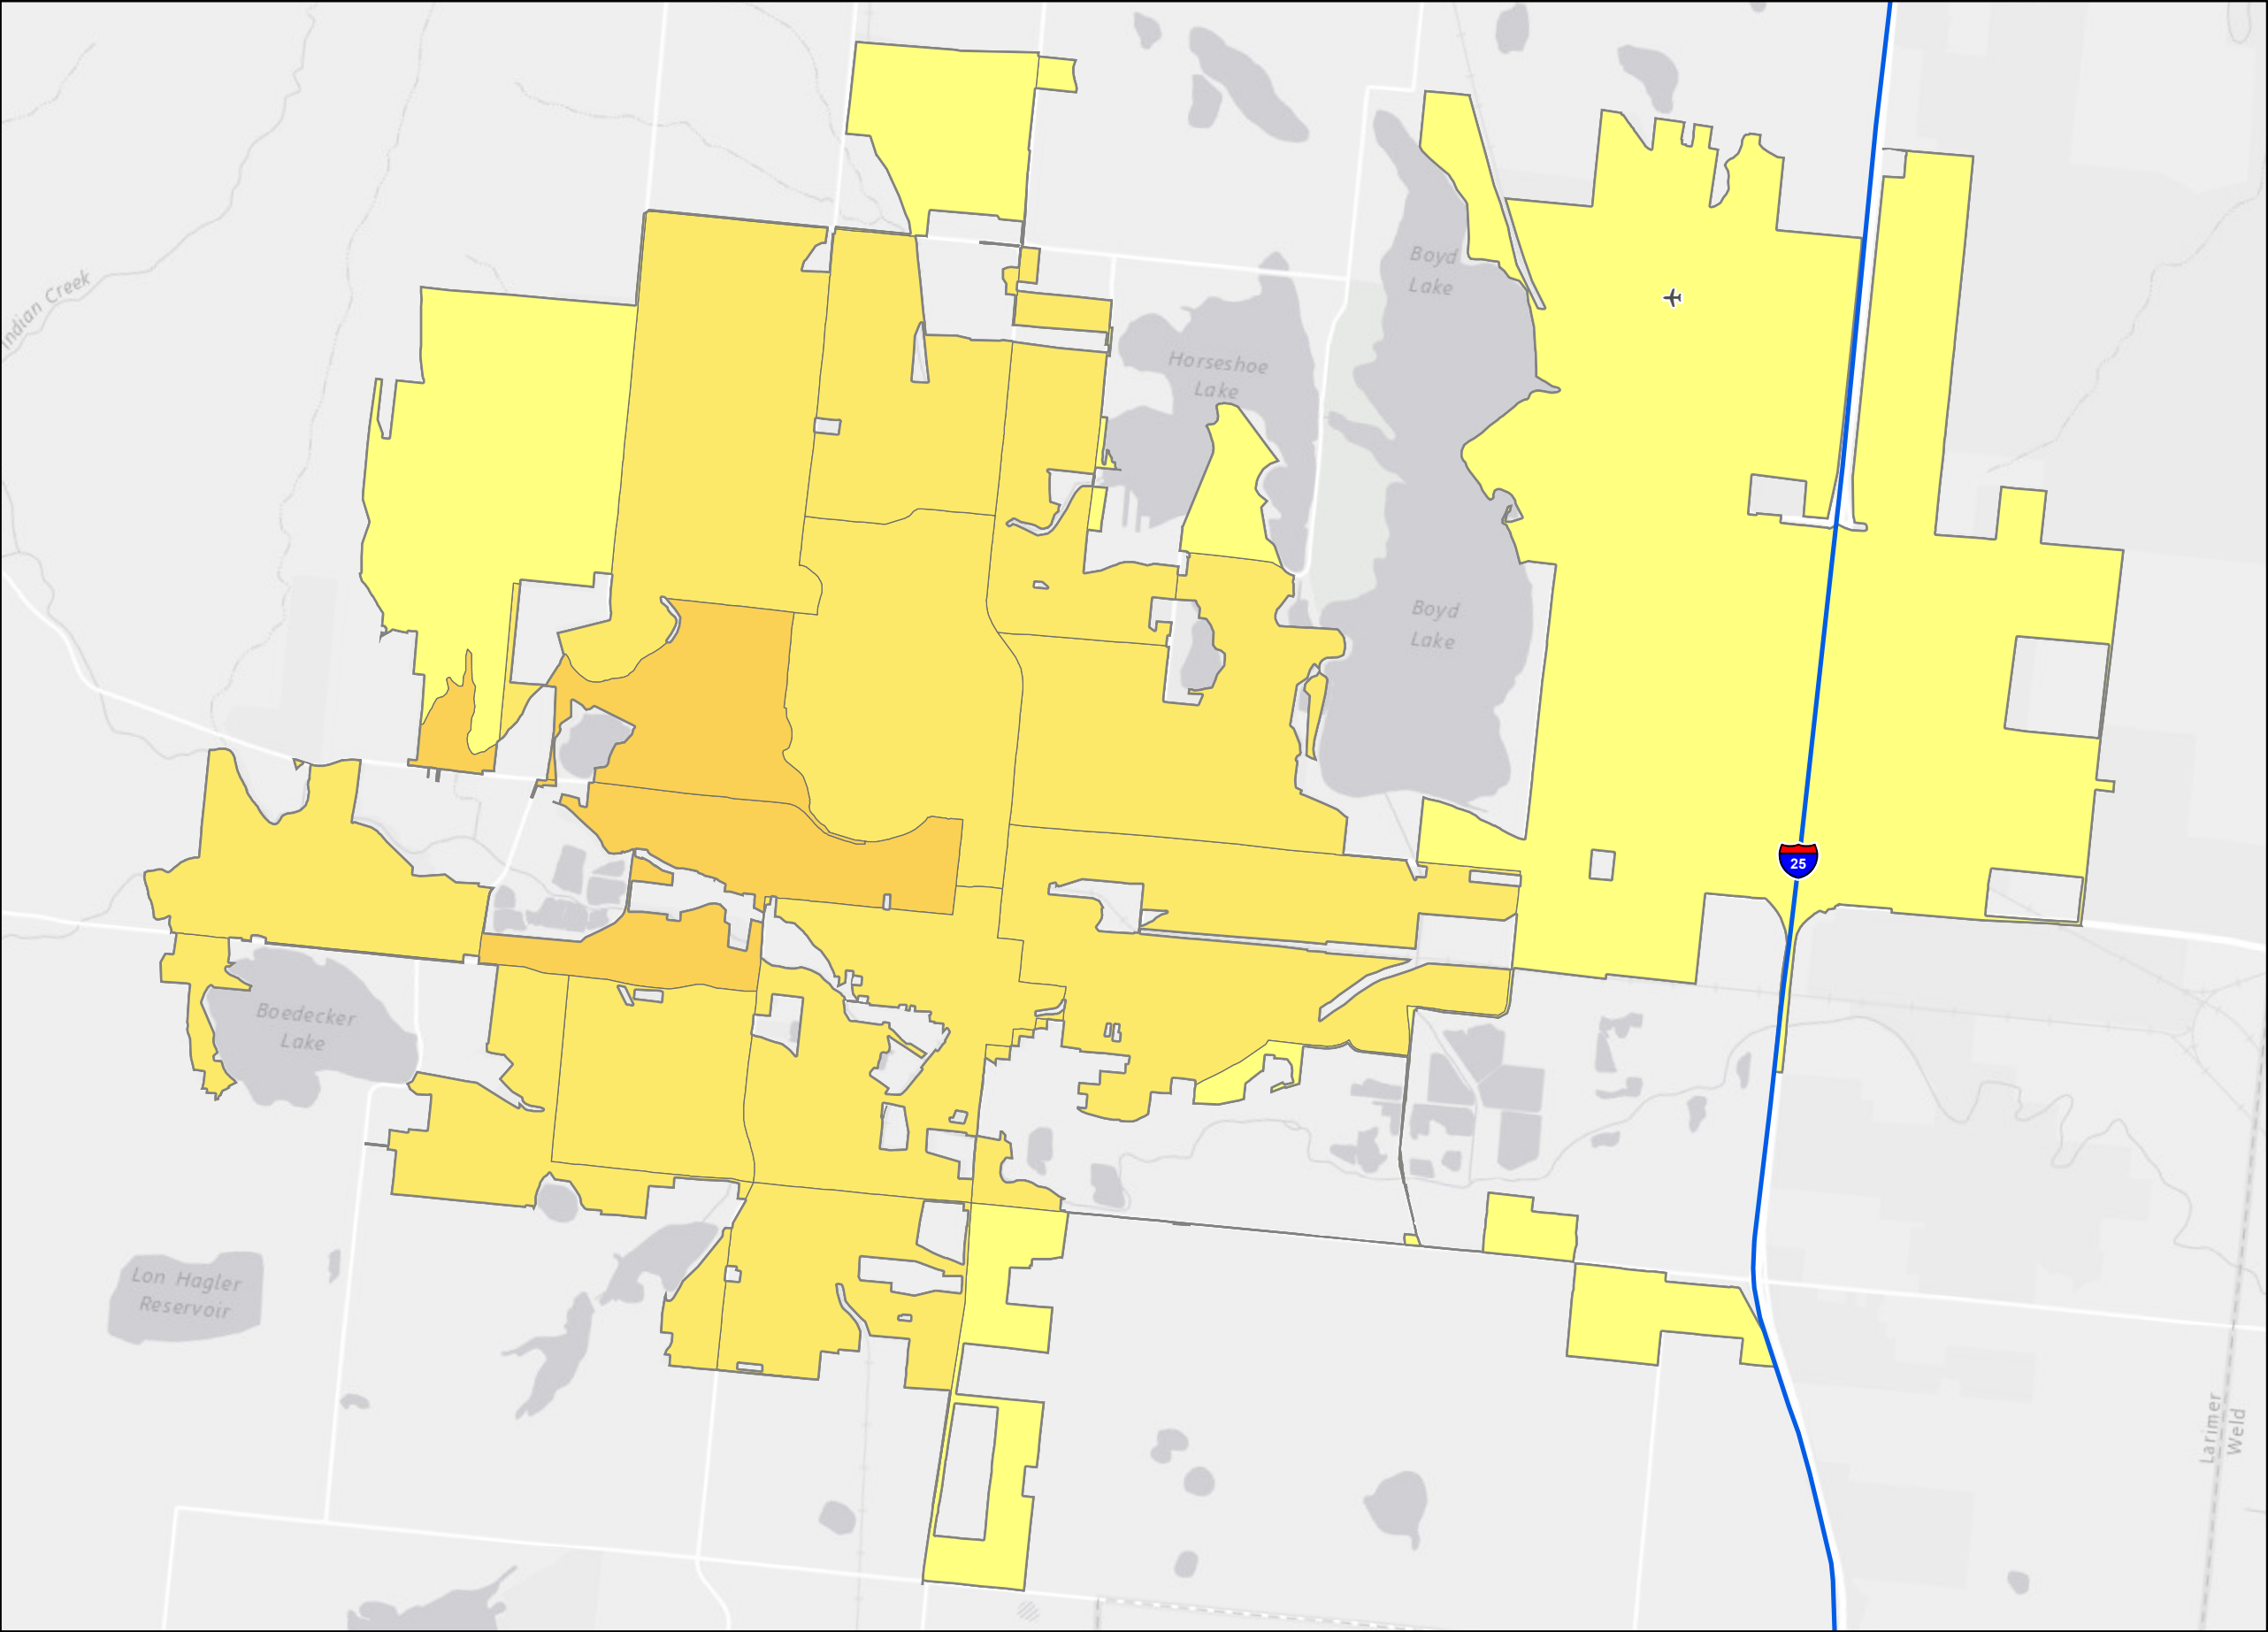 Boyd
Lake
Indian Creek
Horseshoe
Lake
Boyd
Lake
25
Boedecker
Lake
Lon Hagler
Reservoir
Larimer
Weld